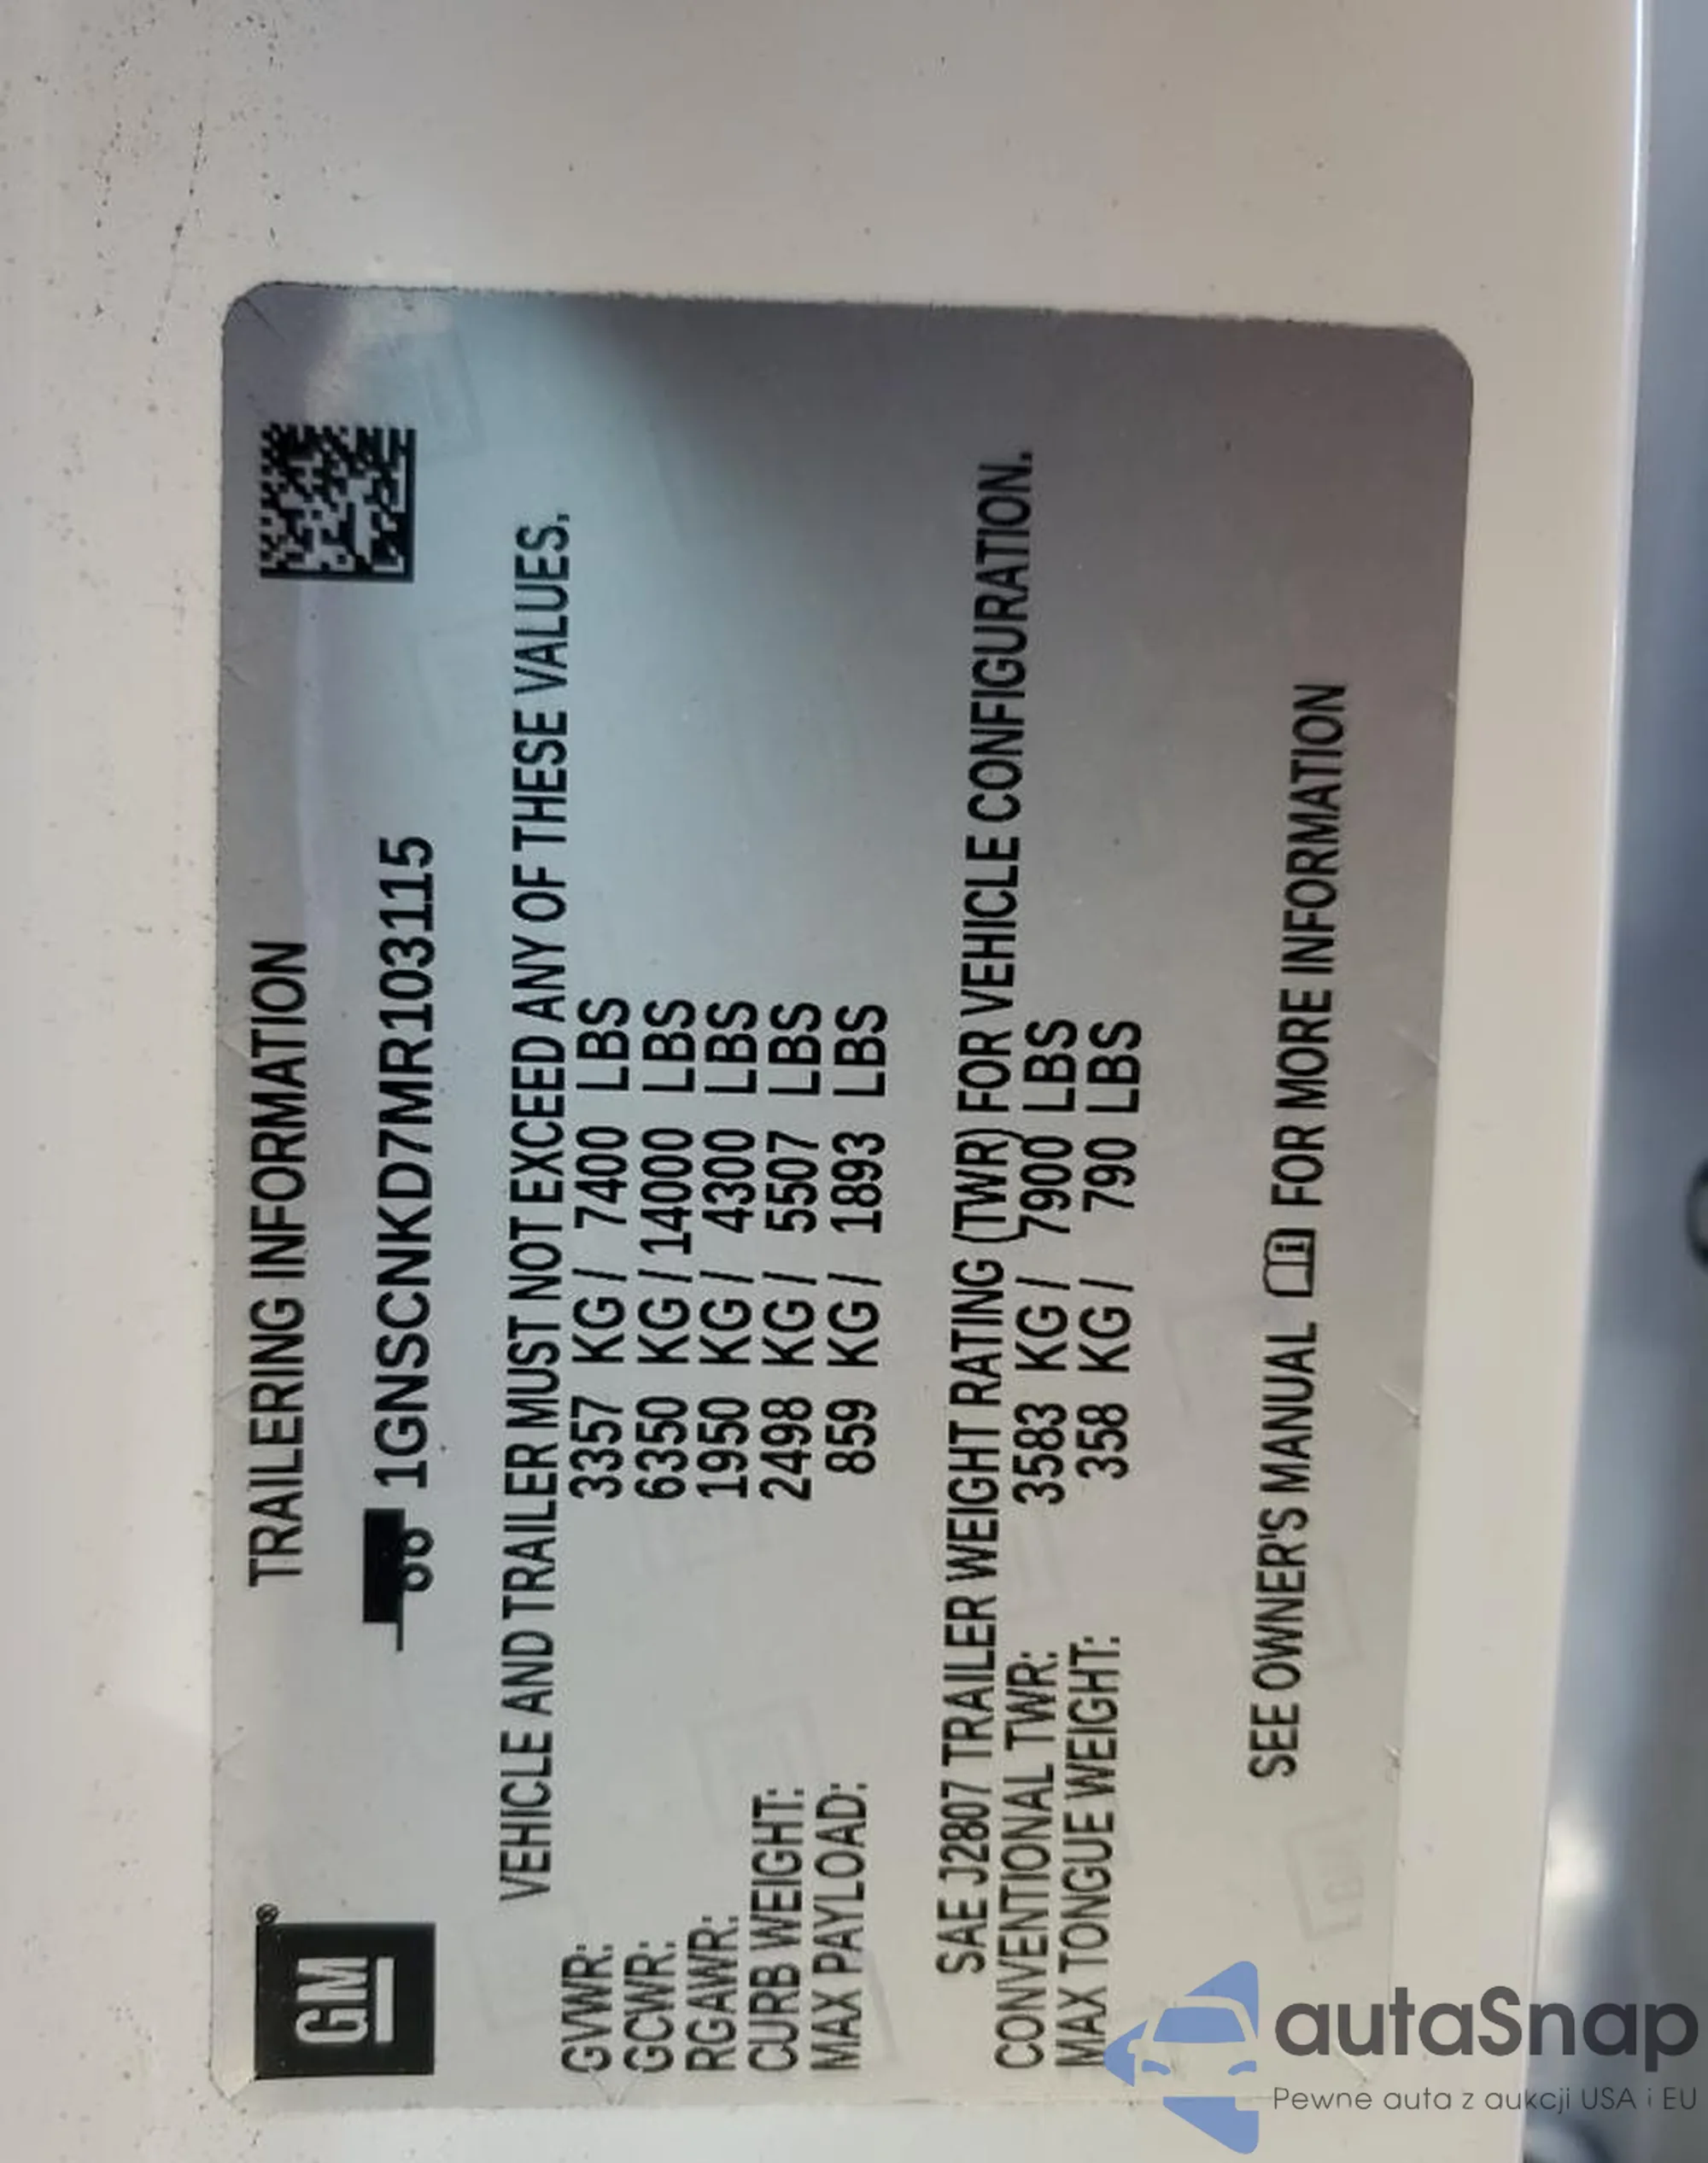 GM®
TRAILERING INFORMATION
1GNSCNKD7MR103115
VEHICLE AND TRAILER MUST NOT EXCEED ANY OF THESE VALUES.
GVWR: 3357 KG / 7400 LBS
GCWR: 6350 KG / 14000 LBS
RGAWR: 1950 KG / 4300 LBS
CURB WEIGHT: 2498 KG / 5507 LBS
MAX PAYLOAD: 859 KG / 1893 LBS
SAE J2807 TRAILER WEIGHT RATING (TWR) FOR VEHICLE CONFIGURATION.
CONVENTIONAL TWR: 3583 KG / 7900 LBS
MAX TONGUE WEIGHT: 358 KG / 790 LBS
SEE OWNER'S MANUAL FOR MORE INFORMATION
autaSnap
Pewne auta z aukcji USA i EU